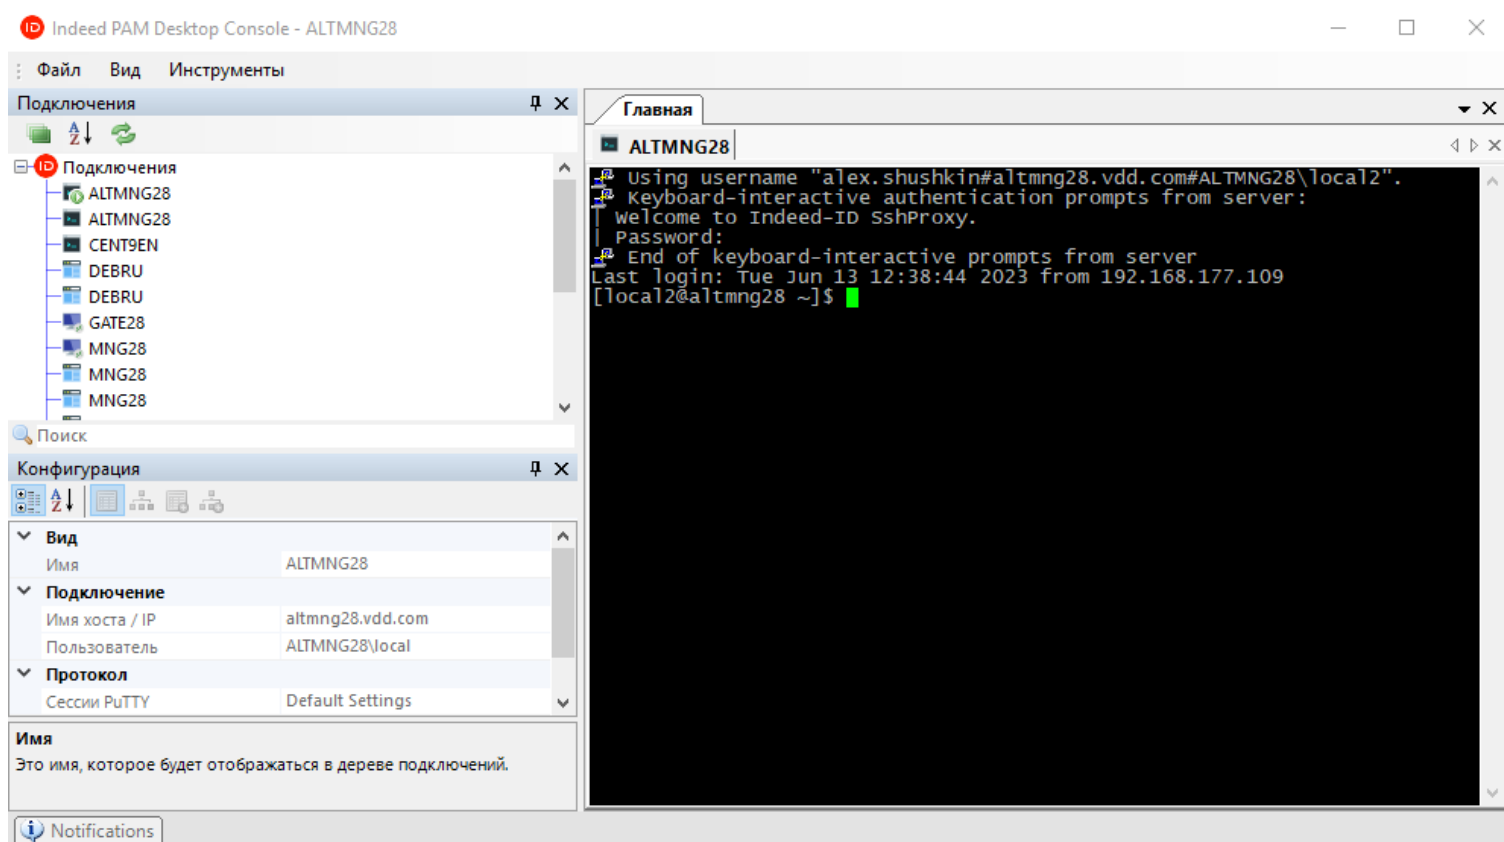 Indeed PAM Desktop Console - ALTMNG28
Файл Вид Инструменты
Подключения
Подключения
ALTMNG28
ALTMNG28
CENT9EN
DEBRU
DEBRU
GATE28
MNG28
MNG28
MNG28
Поиск
Конфигурация
Вид
Имя ALTMNG28
Подключение
Имя хоста / IP altmng28.vdd.com
Пользователь ALTMNG28\local
Протокол
Сессии PuTTY Default Settings
Имя
Это имя, которое будет отображаться в дереве подключений.
Notifications
Главная
ALTMNG28
Using username "alex.shushkin#altmng28.vdd.com#ALTMNG28\local2".
Keyboard-interactive authentication prompts from server:
| Welcome to Indeed-ID SshProxy.
| Password:
End of keyboard-interactive prompts from server
Last login: Tue Jun 13 12:38:44 2023 from 192.168.177.109
[local2@altmng28 ~]$